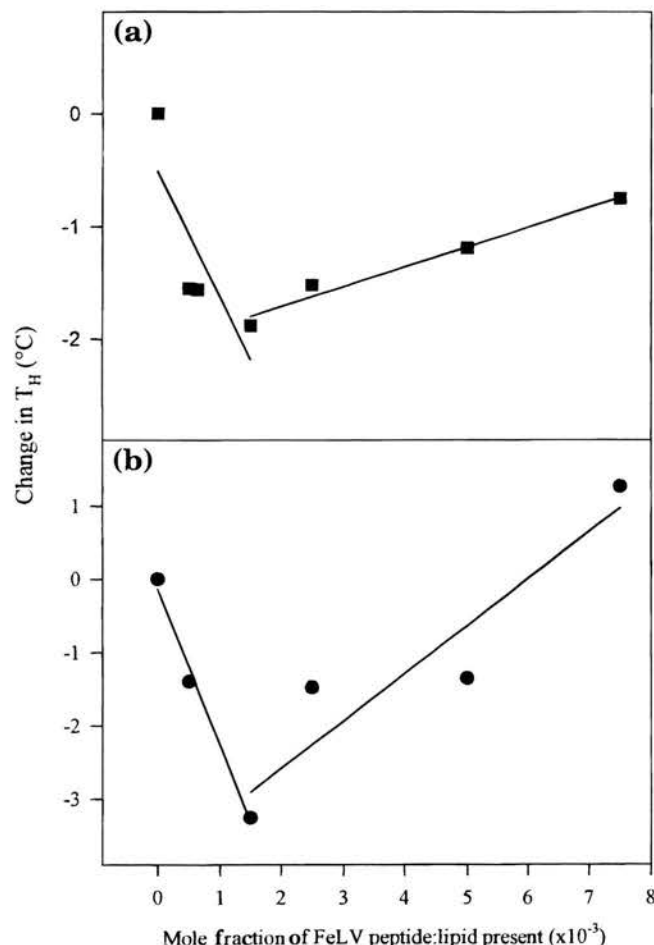 (a)
0
-1
-2
Change in T_H (°C)
(b)
1
0
-1
-2
-3
0 1 2 3 4 5 6 7 8
Mole fraction of FeLV peptide:lipid present (x10^-3)